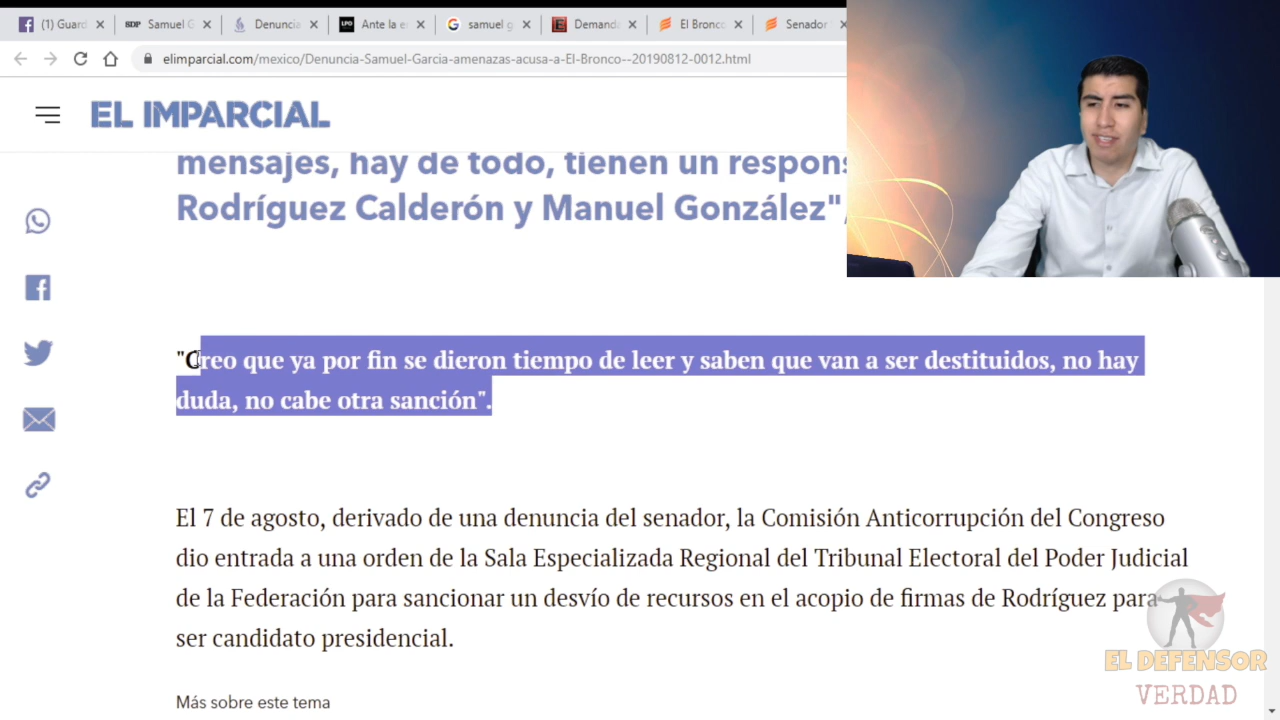 (1) Guard
SDP Samuel G
Denuncia
LPO Ante la es
samuel g
E Demanda
El Bronco
Senador
elimparcial.com/mexico/Denuncia-Samuel-Garcia-amenazas-acusa-a-El-Bronco--20190812-0012.html
EL IMPARCIAL
mensajes, hay de todo, tienen un respons
Rodríguez Calderón y Manuel González",
"Creo que ya por fin se dieron tiempo de leer y saben que van a ser destituidos, no hay
duda, no cabe otra sanción".
El 7 de agosto, derivado de una denuncia del senador, la Comisión Anticorrupción del Congreso
dio entrada a una orden de la Sala Especializada Regional del Tribunal Electoral del Poder Judicial
de la Federación para sancionar un desvío de recursos en el acopio de firmas de Rodríguez para
ser candidato presidencial.
Más sobre este tema
EL DEFENSOR
VERDAD